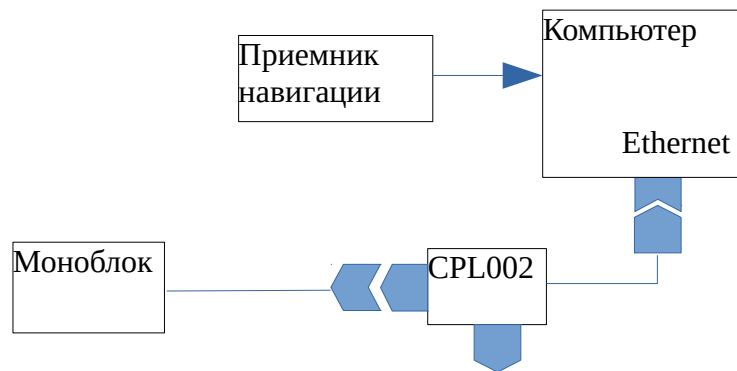 Компьютер
Приемник
навигации
Ethernet
Моноблок
CPL002